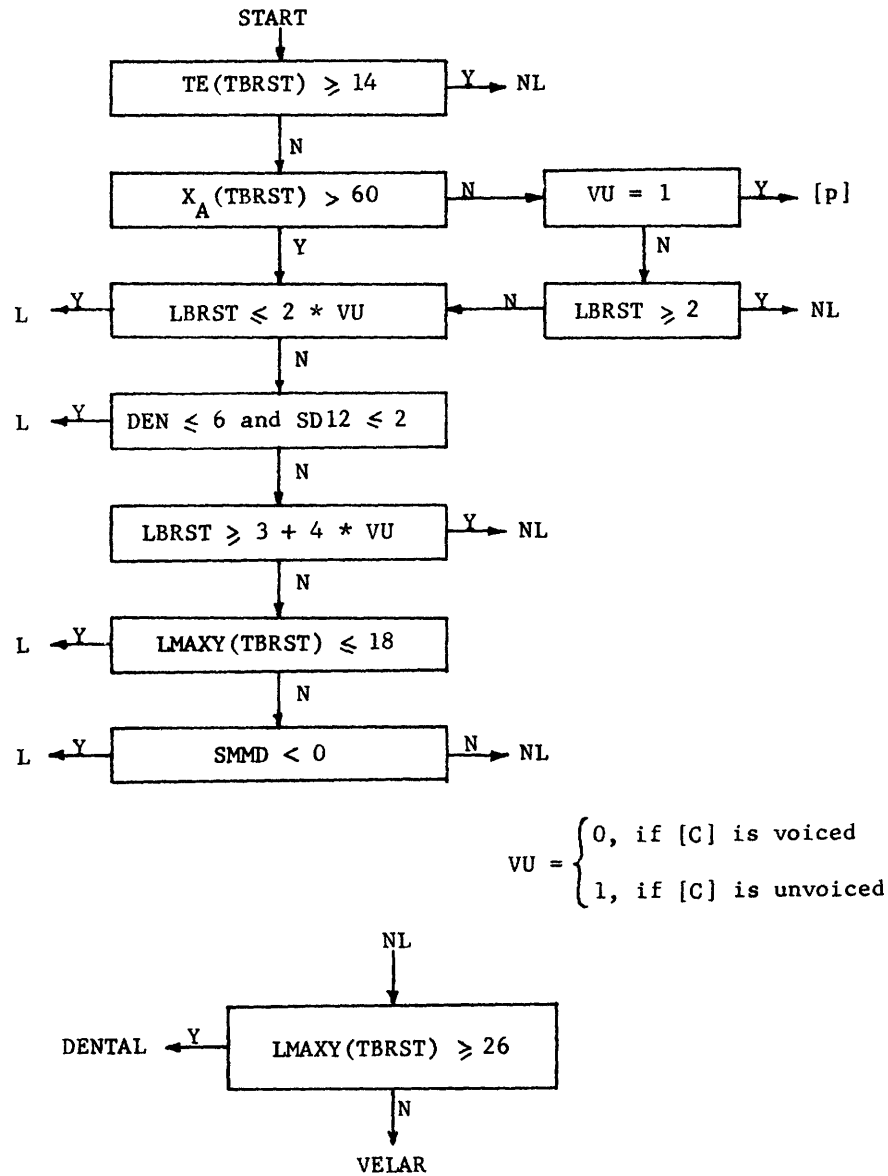 START
TE(TBRST) ⩾ 14
Y
NL
N
X_A(TBRST) > 60
N
VU = 1
Y
[p]
Y
N
L
Y
LBRST ⩽ 2 * VU
N
LBRST ⩾ 2
Y
NL
N
L
Y
DEN ⩽ 6 and SD12 ⩽ 2
N
LBRST ⩾ 3 + 4 * VU
Y
NL
N
L
Y
LMAXY(TBRST) ⩽ 18
N
L
Y
SMMD < 0
N
NL
VU = { 0, if [C] is voiced
1, if [C] is unvoiced
NL
DENTAL
Y
LMAXY(TBRST) ⩾ 26
N
VELAR